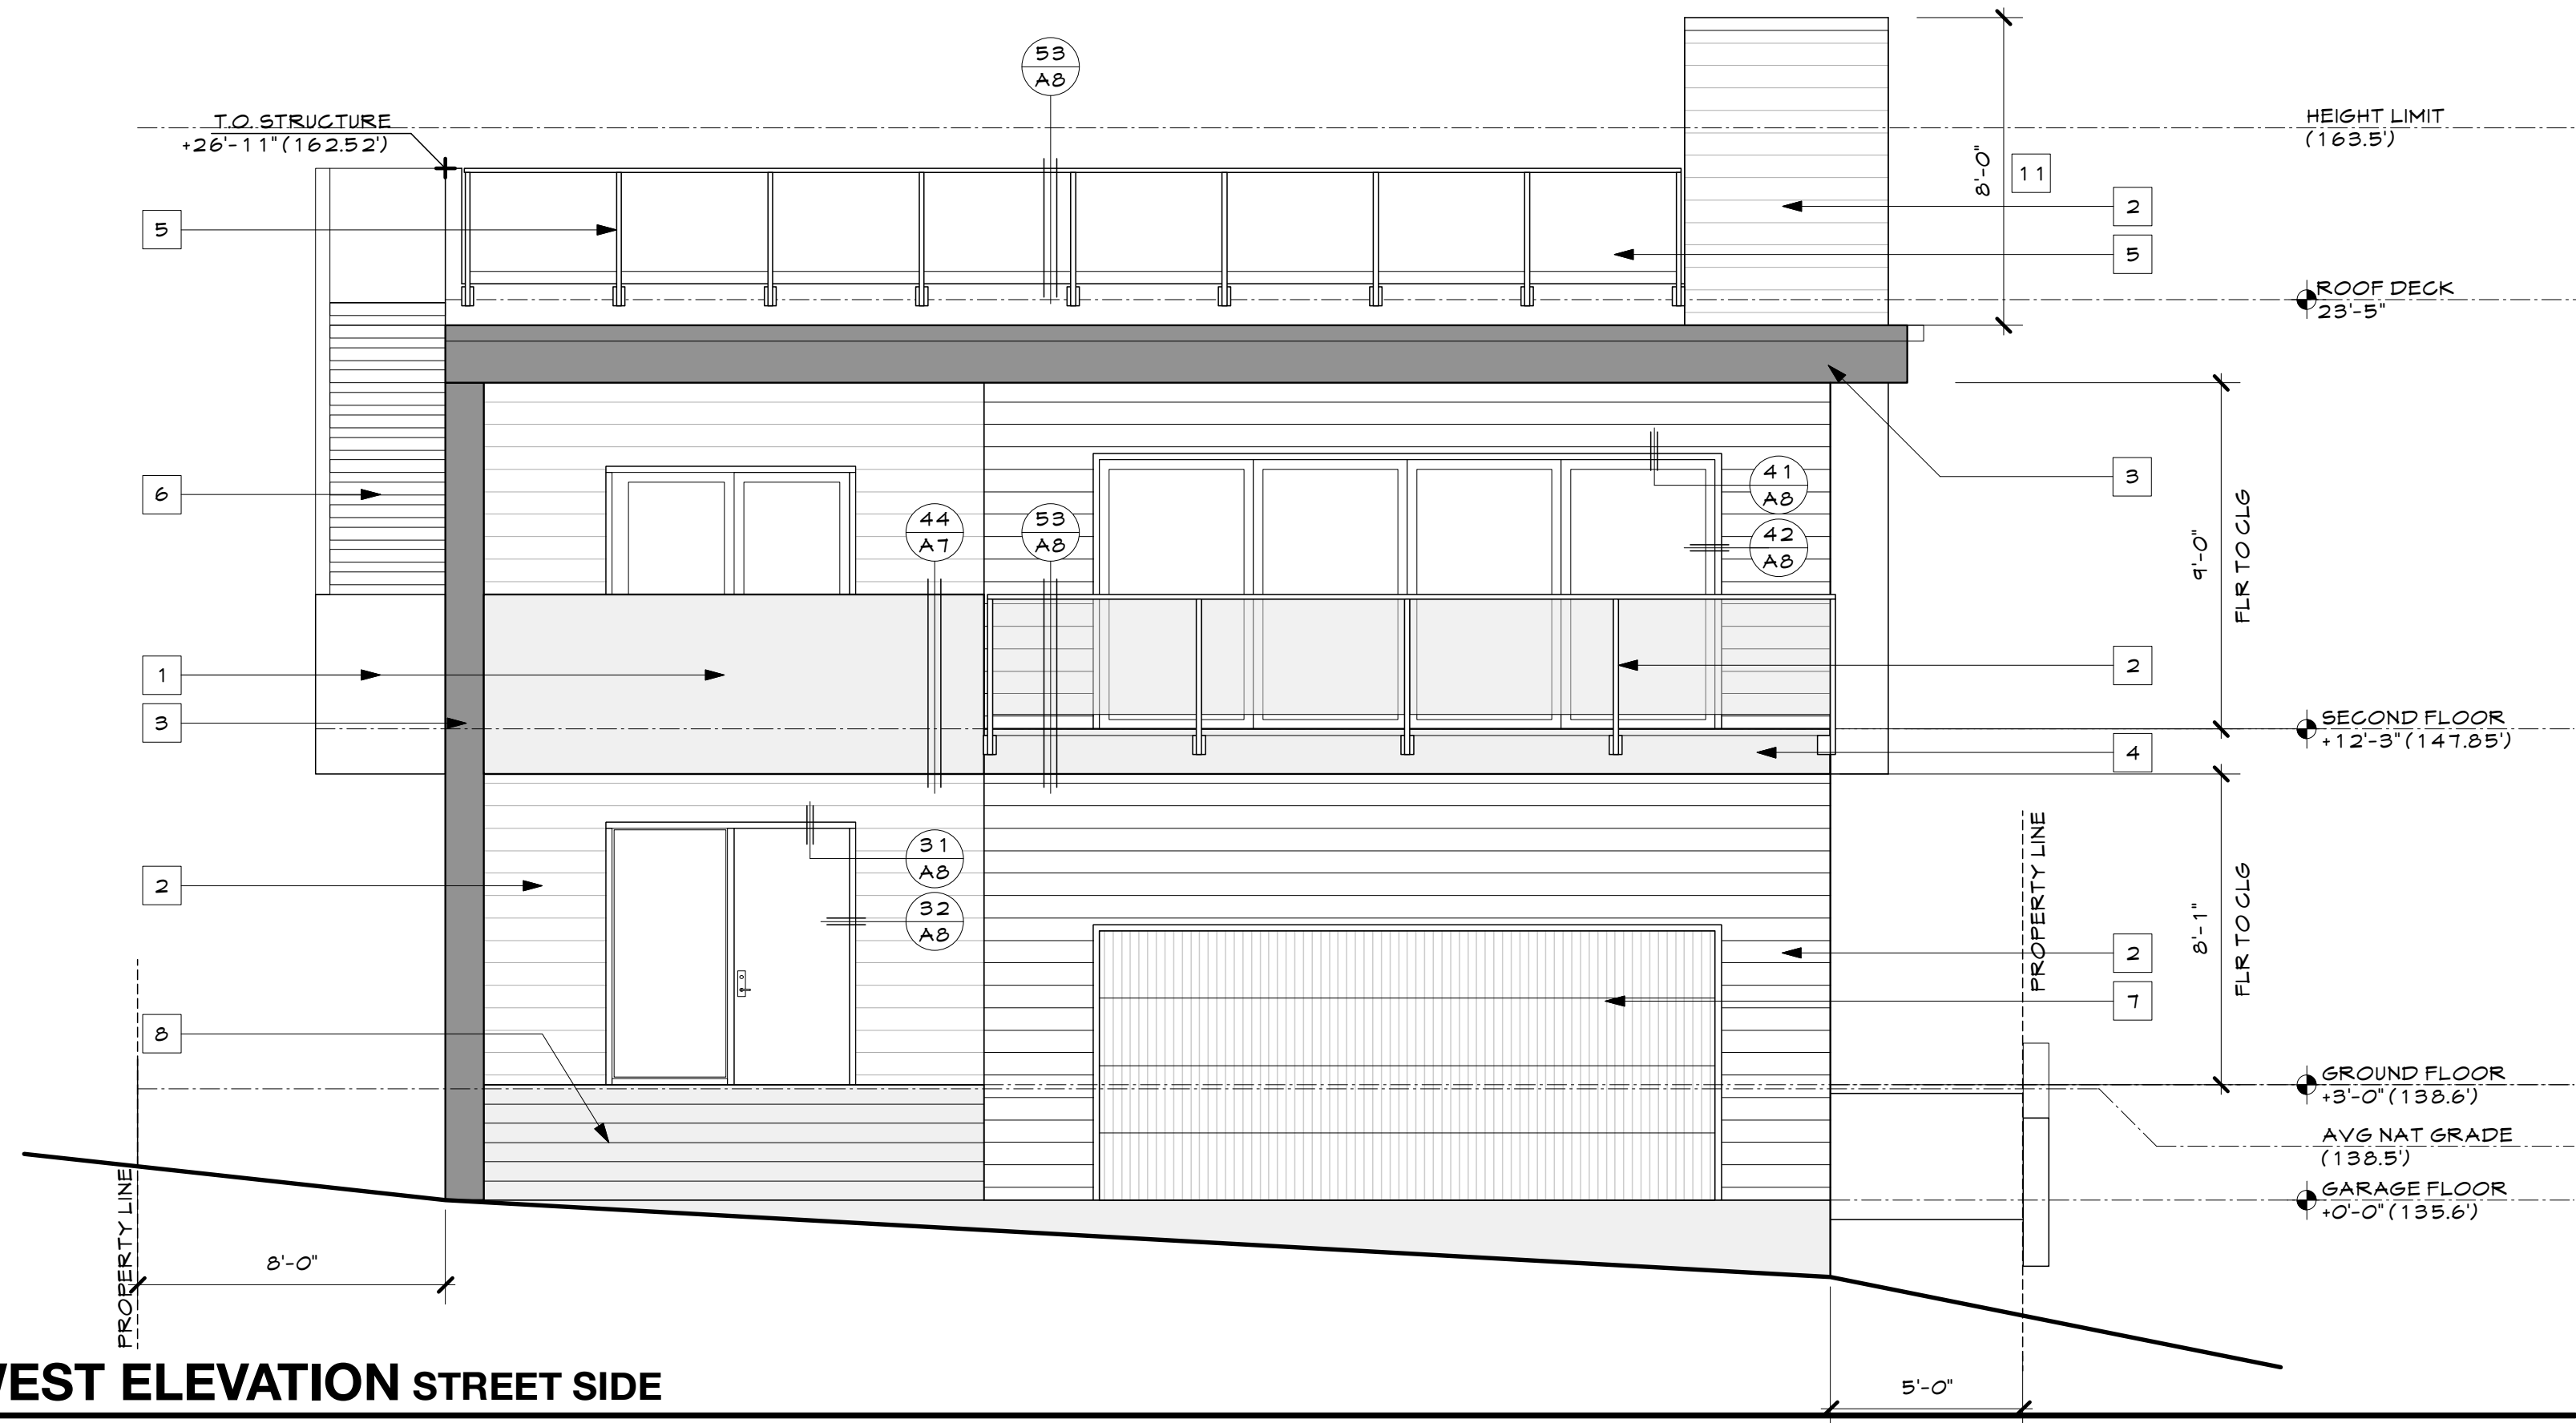 53
A8
T.O. STRUCTURE
+26'-11" (162.52')
HEIGHT LIMIT
(163.5')
8'-0"
11
2
5
5
ROOF DECK
23'-5"
6
44
A7
53
A8
41
A8
42
A8
3
9'-0"
FLR TO CLG
1
3
2
SECOND FLOOR
+12'-3" (147.85')
4
2
31
A8
32
A8
PROPERTY LINE
8'-1"
FLR TO CLG
2
7
8
GROUND FLOOR
+3'-0" (138.6')
AVG NAT GRADE
(138.5')
GARAGE FLOOR
+0'-0" (135.6')
PROPERTY LINE
8'-0"
ELEVATION STREET SIDE
5'-0"